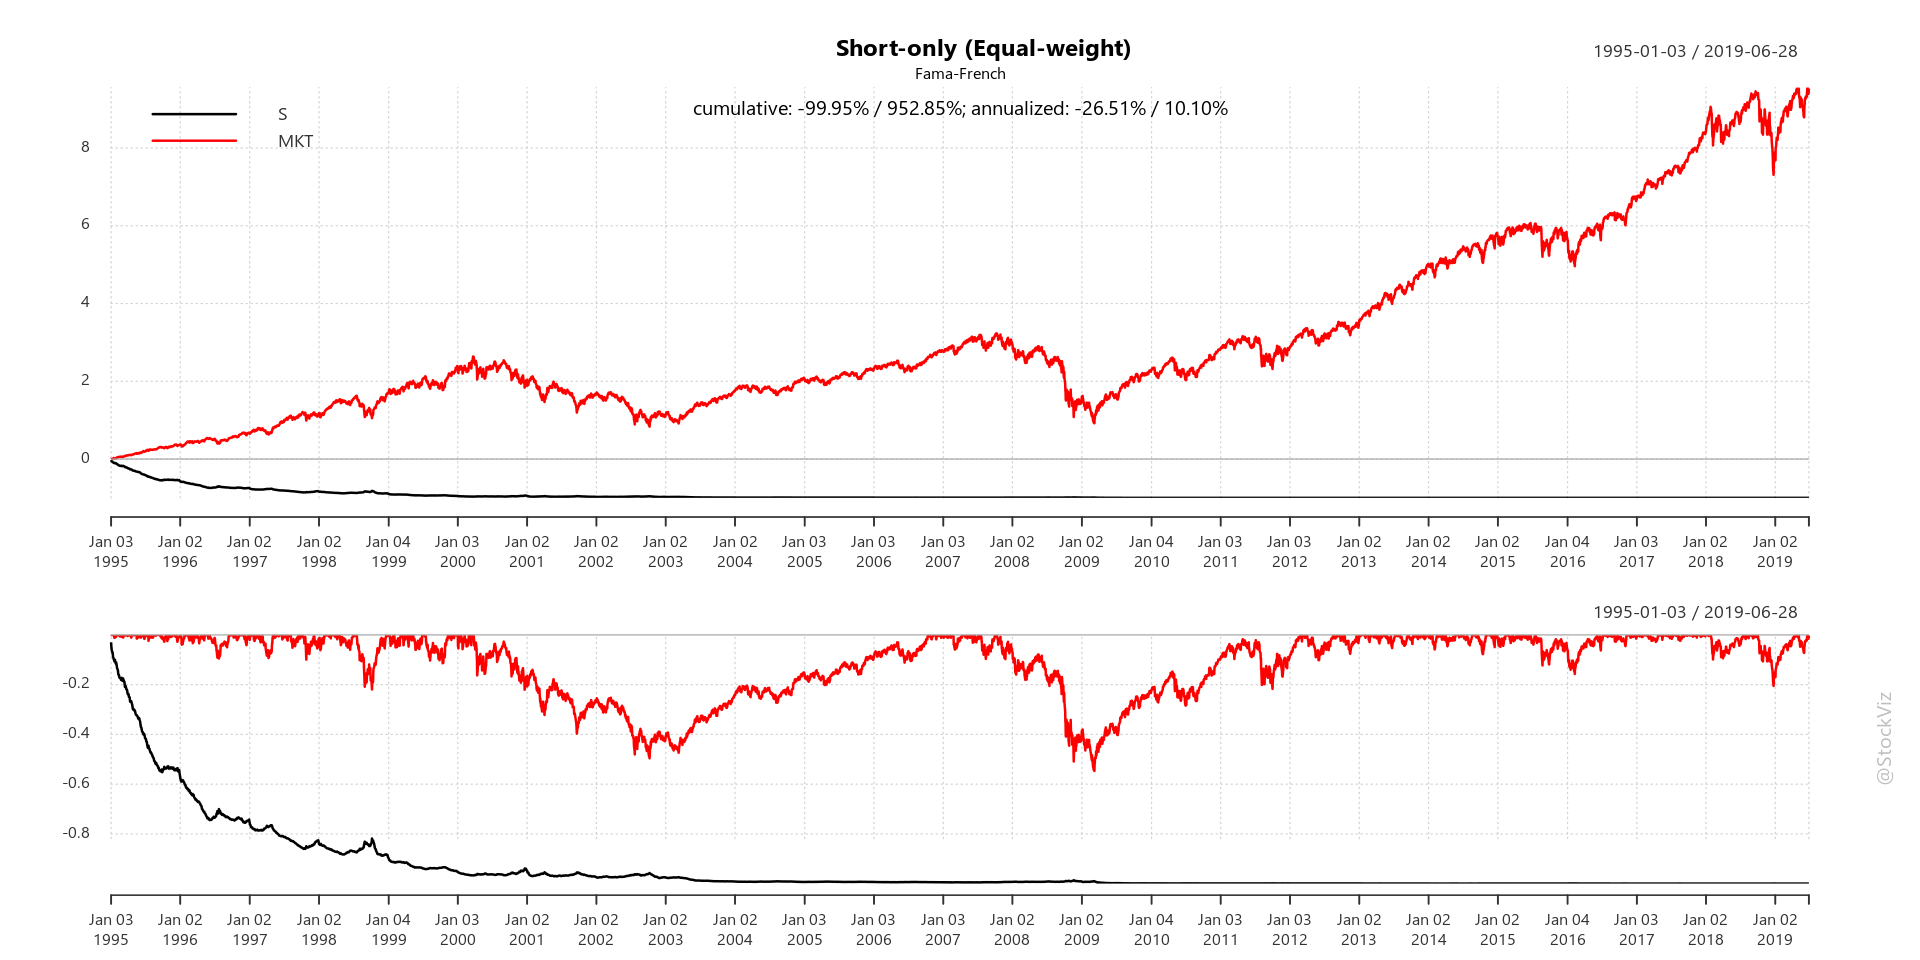 Short-only (Equal-weight)
1995-01-03 / 2019-06-28
Fama-French
cumulative: -99.95% / 952.85%; annualized: -26.51% / 10.10%
S
MKT
8
6
4
2
0
Jan 03 Jan 02 Jan 02 Jan 02 Jan 04 Jan 03 Jan 02 Jan 02 Jan 02 Jan 02 Jan 03 Jan 03 Jan 03 Jan 02 Jan 02 Jan 04 Jan 03 Jan 03 Jan 02 Jan 02 Jan 02 Jan 04 Jan 03 Jan 02 Jan 02
1995 1996 1997 1998 1999 2000 2001 2002 2003 2004 2005 2006 2007 2008 2009 2010 2011 2012 2013 2014 2015 2016 2017 2018 2019
1995-01-03 / 2019-06-28
-0.2
-0.4
-0.6
-0.8
Jan 03 Jan 02 Jan 02 Jan 02 Jan 04 Jan 03 Jan 02 Jan 02 Jan 02 Jan 02 Jan 03 Jan 03 Jan 03 Jan 02 Jan 02 Jan 04 Jan 03 Jan 03 Jan 02 Jan 02 Jan 02 Jan 04 Jan 03 Jan 02 Jan 02
1995 1996 1997 1998 1999 2000 2001 2002 2003 2004 2005 2006 2007 2008 2009 2010 2011 2012 2013 2014 2015 2016 2017 2018 2019
@StockViz